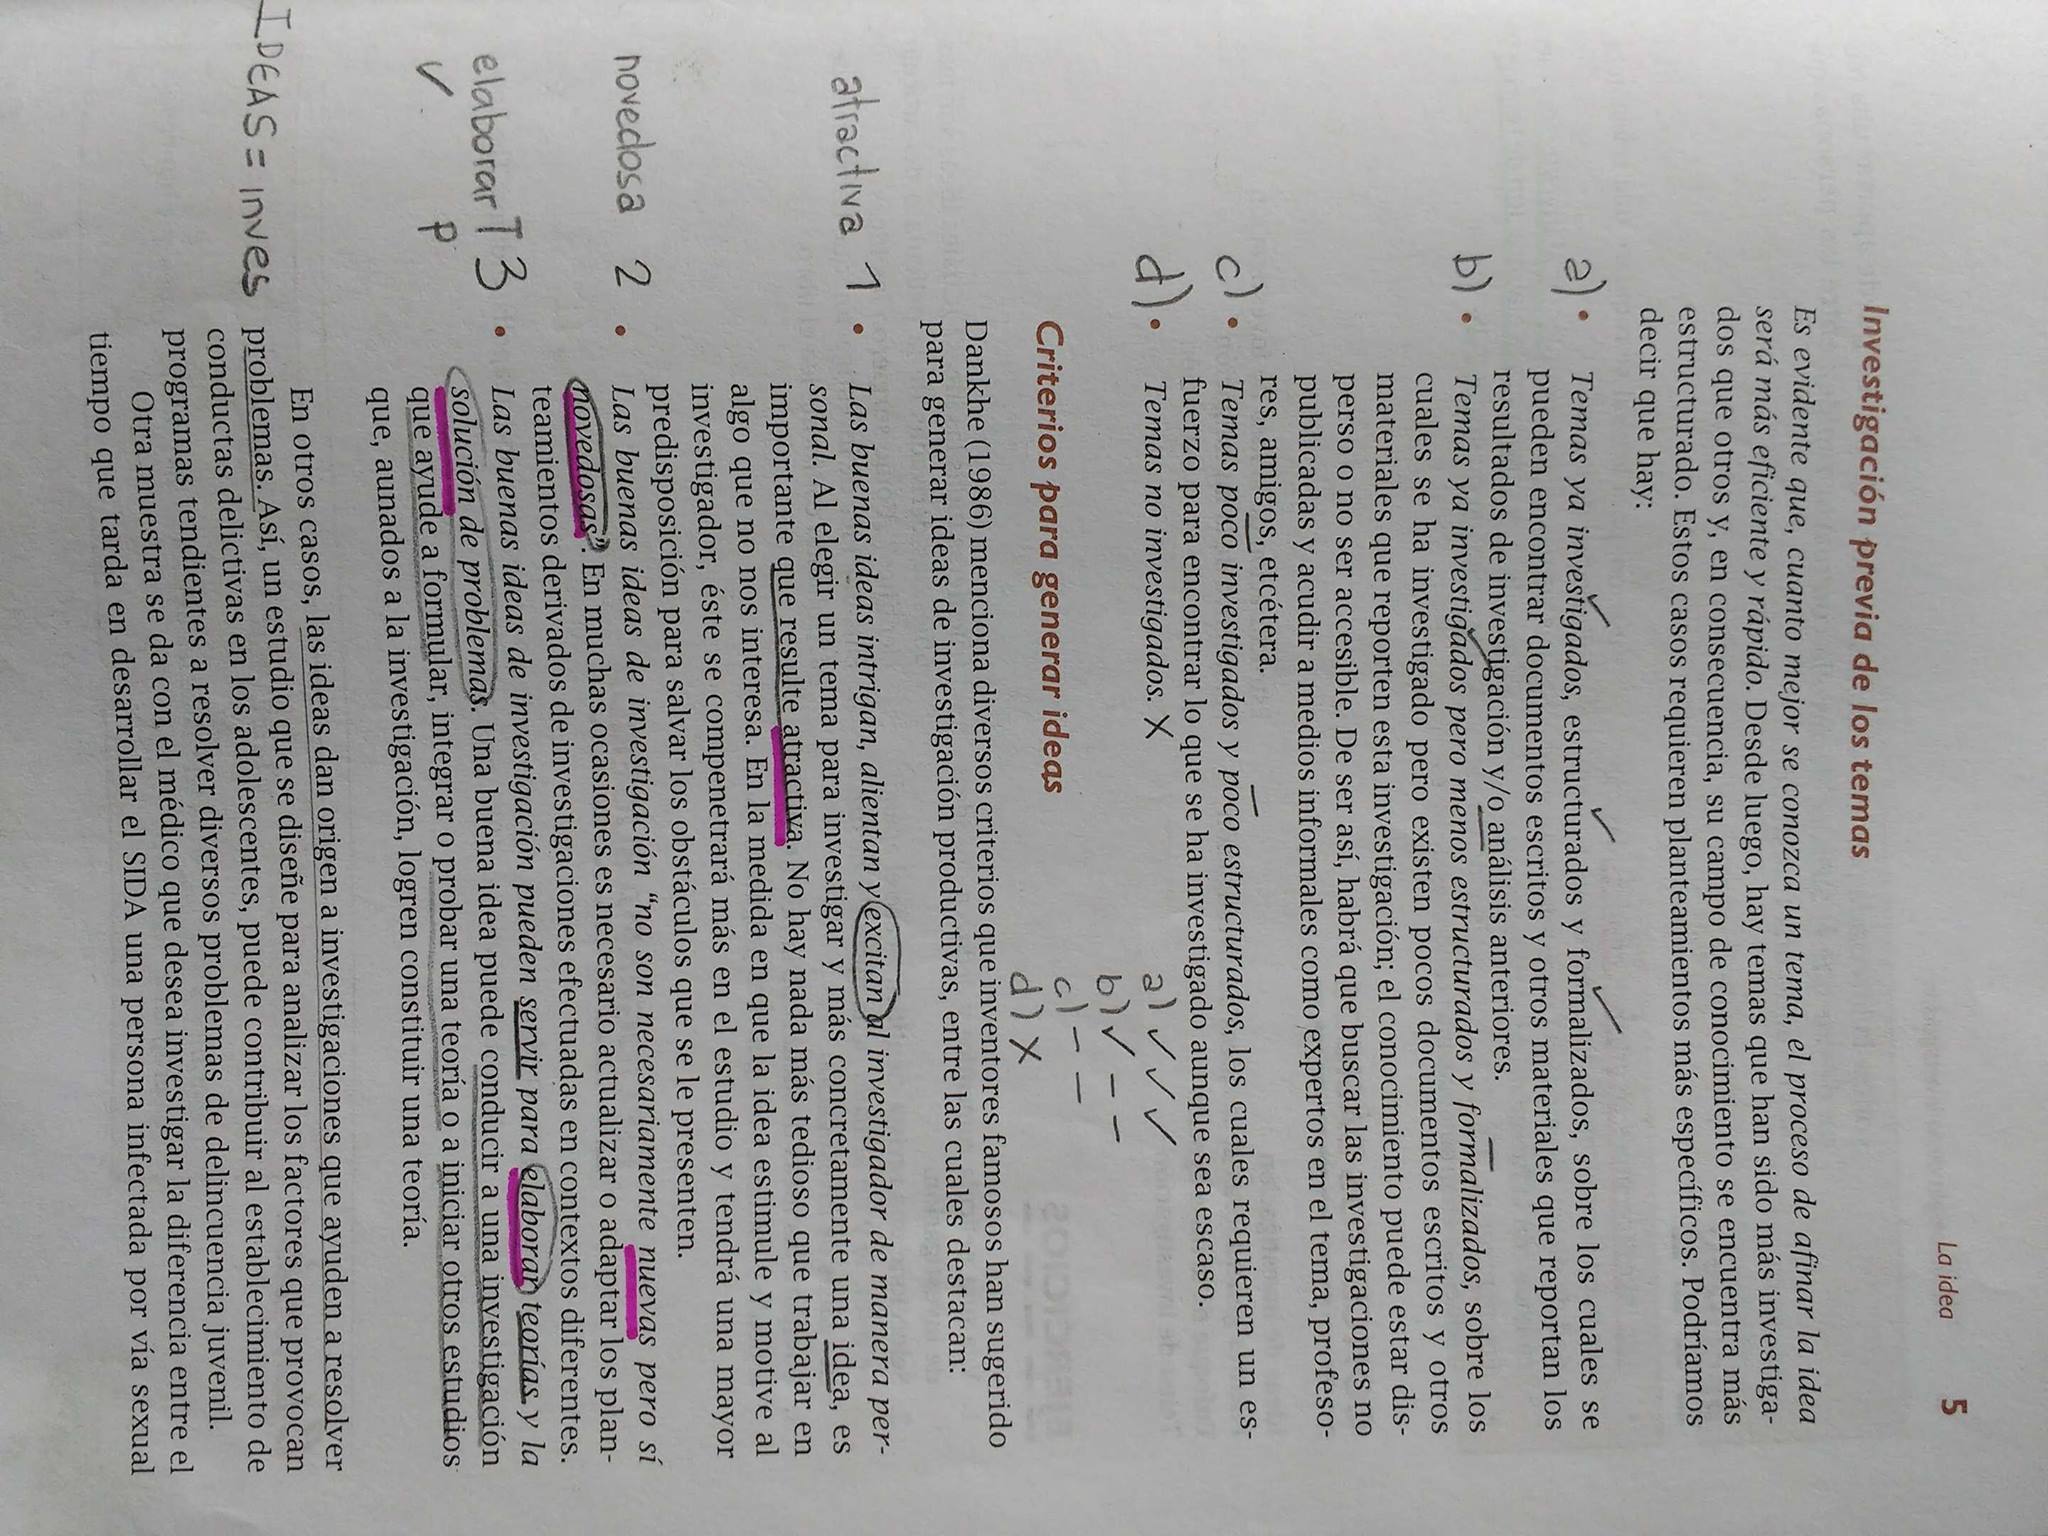 La idea 5
Investigación previa de los temas
Es evidente que, cuanto mejor se conozca un tema, el proceso de afinar la idea
será más eficiente y rápido. Desde luego, hay temas que han sido más investiga-
dos que otros y, en consecuencia, su campo de conocimiento se encuentra más
estructurado. Estos casos requieren planteamientos más específicos. Podríamos
decir que hay:
a) • Temas ya investigados, estructurados y formalizados, sobre los cuales se
pueden encontrar documentos escritos y otros materiales que reportan los
resultados de investigación y/o análisis anteriores.
b) • Temas ya investigados pero menos estructurados y formalizados, sobre los
cuales se ha investigado pero existen pocos documentos escritos y otros
materiales que reporten esta investigación; el conocimiento puede estar dis-
perso o no ser accesible. De ser así, habrá que buscar las investigaciones no
publicadas y acudir a medios informales como expertos en el tema, profeso-
res, amigos, etcétera.
c) • Temas poco investigados y poco estructurados, los cuales requieren un es-
fuerzo para encontrar lo que se ha investigado aunque sea escaso.
d) • Temas no investigados. X
a) ✓ ✓ ✓
b) ✓ – –
c) – –
d) X
Criterios para generar ideas
Dankhe (1986) menciona diversos criterios que inventores famosos han sugerido
para generar ideas de investigación productivas, entre las cuales destacan:
atractiva 1 • Las buenas ideas intrigan, alientan y excitan al investigador de manera per-
sonal. Al elegir un tema para investigar y más concretamente una idea, es
importante que resulte atractiva. No hay nada más tedioso que trabajar en
algo que no nos interesa. En la medida en que la idea estimule y motive al
investigador, éste se compenetrará más en el estudio y tendrá una mayor
predisposición para salvar los obstáculos que se le presenten.
novedosa 2 • Las buenas ideas de investigación “no son necesariamente nuevas pero sí
novedosas”. En muchas ocasiones es necesario actualizar o adaptar los plan-
teamientos derivados de investigaciones efectuadas en contextos diferentes.
elaborar T 3 • Las buenas ideas de investigación pueden servir para elaborar teorías y la
✓ P solución de problemas. Una buena idea puede conducir a una investigación
que ayude a formular, integrar o probar una teoría o a iniciar otros estudios
que, aunados a la investigación, logren constituir una teoría.
En otros casos, las ideas dan origen a investigaciones que ayuden a resolver
IDEAS = inves problemas. Así, un estudio que se diseñe para analizar los factores que provocan
conductas delictivas en los adolescentes, puede contribuir al establecimiento de
programas tendientes a resolver diversos problemas de delincuencia juvenil.
Otra muestra se da con el médico que desea investigar la diferencia entre el
tiempo que tarda en desarrollar el SIDA una persona infectada por vía sexual